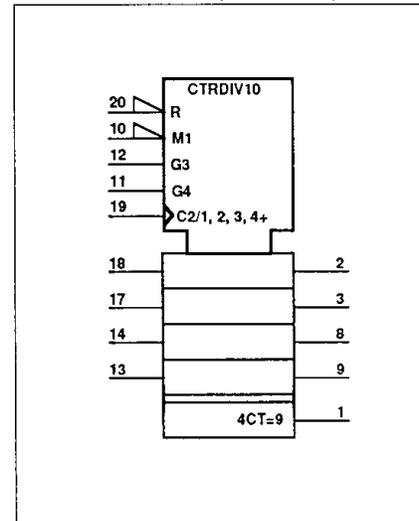 CTRDIV10
20 R
10 M1
12 G3
11 G4
19 C2/1, 2, 3, 4+
18 2
17 3
14 8
13 9
4CT=9 1